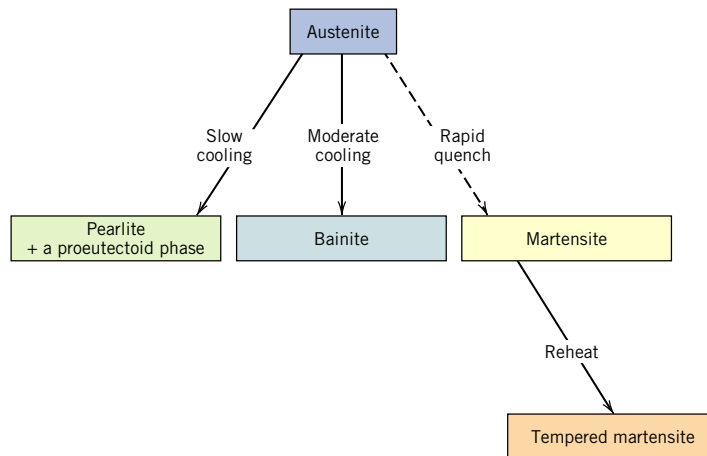 Austenite
Slow
cooling
Moderate
cooling
Rapid
quench
Pearlite
+ a proeutectoid phase
Bainite
Martensite
Reheat
Tempered martensite